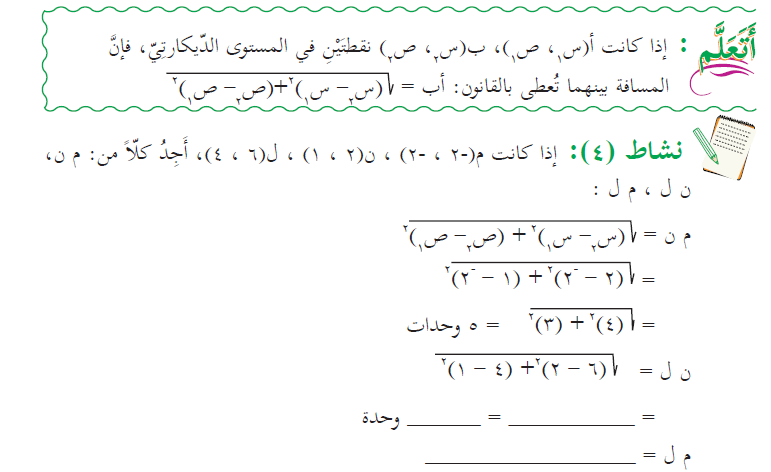 أَتَعَلَّم : إذا كانت أ(س١، ص١)، ب(س٢، ص٢) نقطتَيْنِ في المستوى الدّيكارتِيّ، فإنَّ
المسافة بينهما تُعطى بالقانون: أب = √(س٢ – س١)٢+(ص٢ – ص١)٢
نشاط (٤): إذا كانت م(-٢ ، -٢) ، ن(٢ ، ١) ، ل(٦ ، ٤)، أَجِدُ كلّاً من: م ن،
ن ل ، م ل :
م ن = √(س٢ – س١)٢ + (ص٢ – ص١)٢
= √(٢ – -٢)٢ + (١ – -٢)٢
= √(٤)٢ + (٣)٢ = ٥ وحدات
ن ل = √(٦ – ٢)٢+ (٤ – ١)٢
= ____________ = _______ وحدة
م ل = ____________________